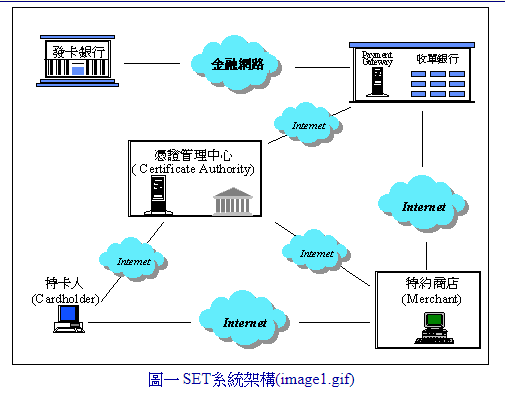 發卡銀行
金融網路
Payment
Gateway
收單銀行
Internet
憑證管理中心
( Certificate Authority)
Internet
Internet
Internet
持卡人
(Cardholder)
Internet
特約商店
(Merchant)
圖一 SET系統架構(image1.gif)